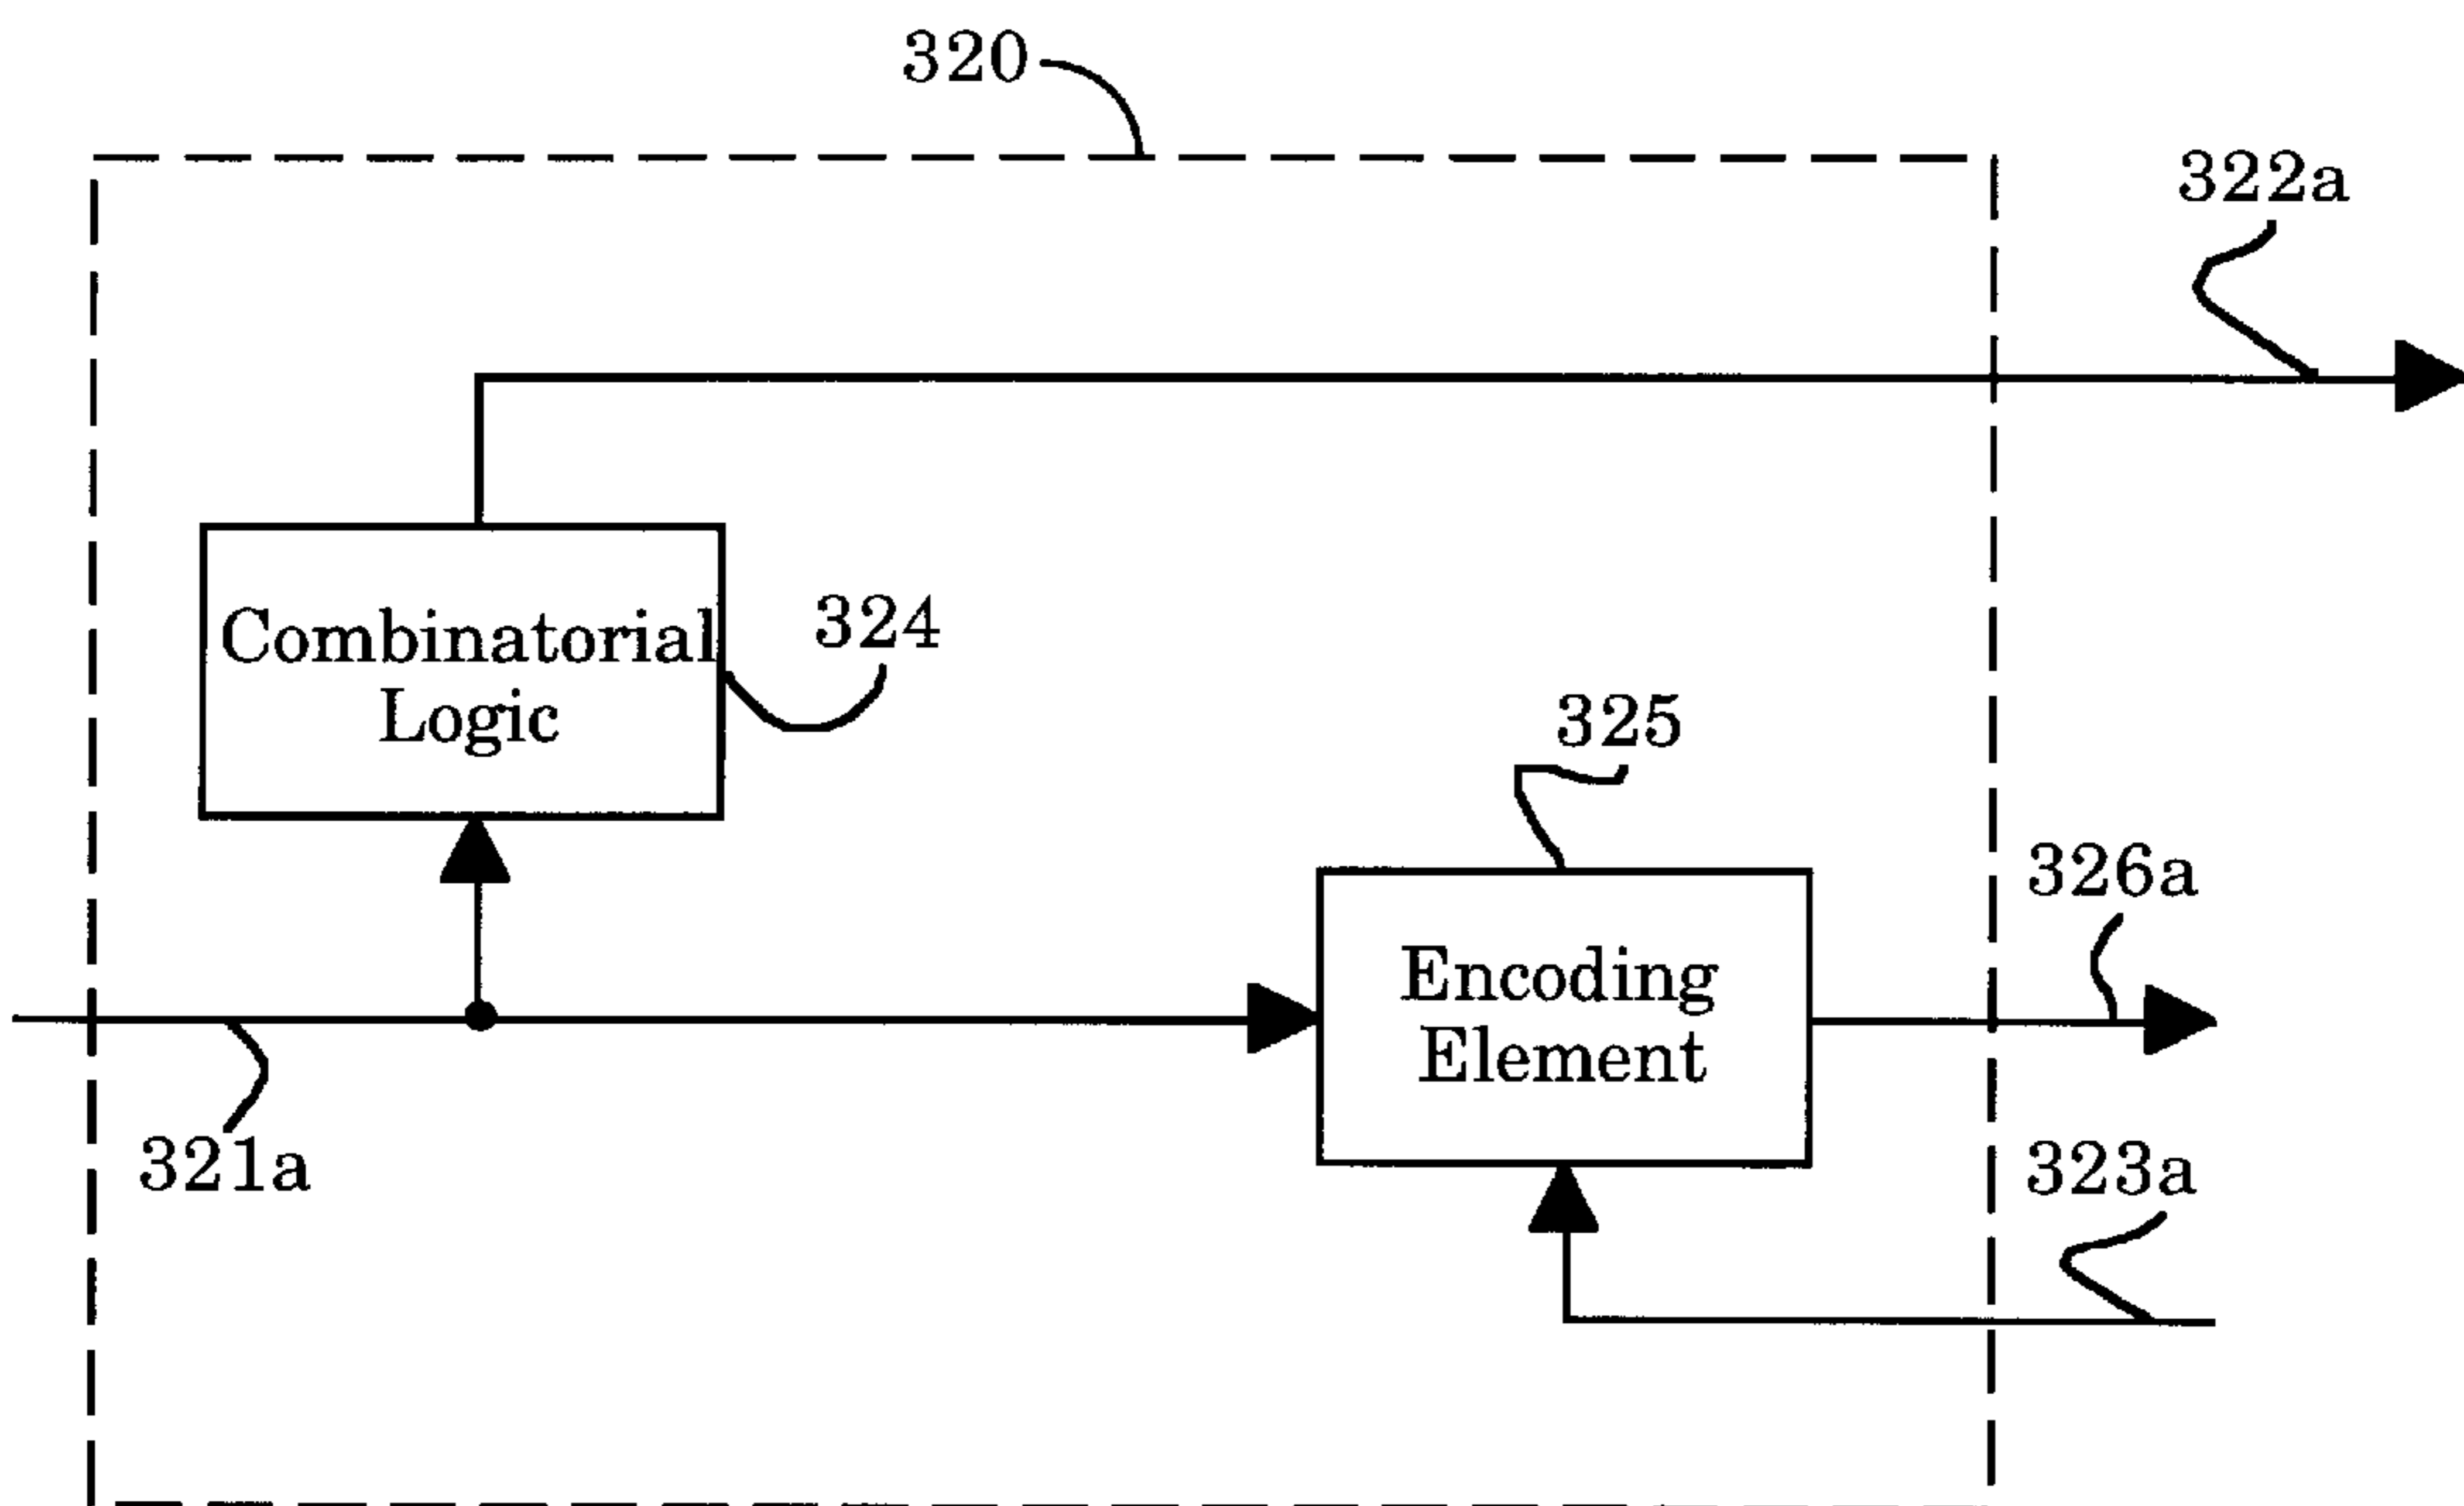 320
322a
Combinatorial
Logic
324
325
326a
Encoding
Element
321a
323a